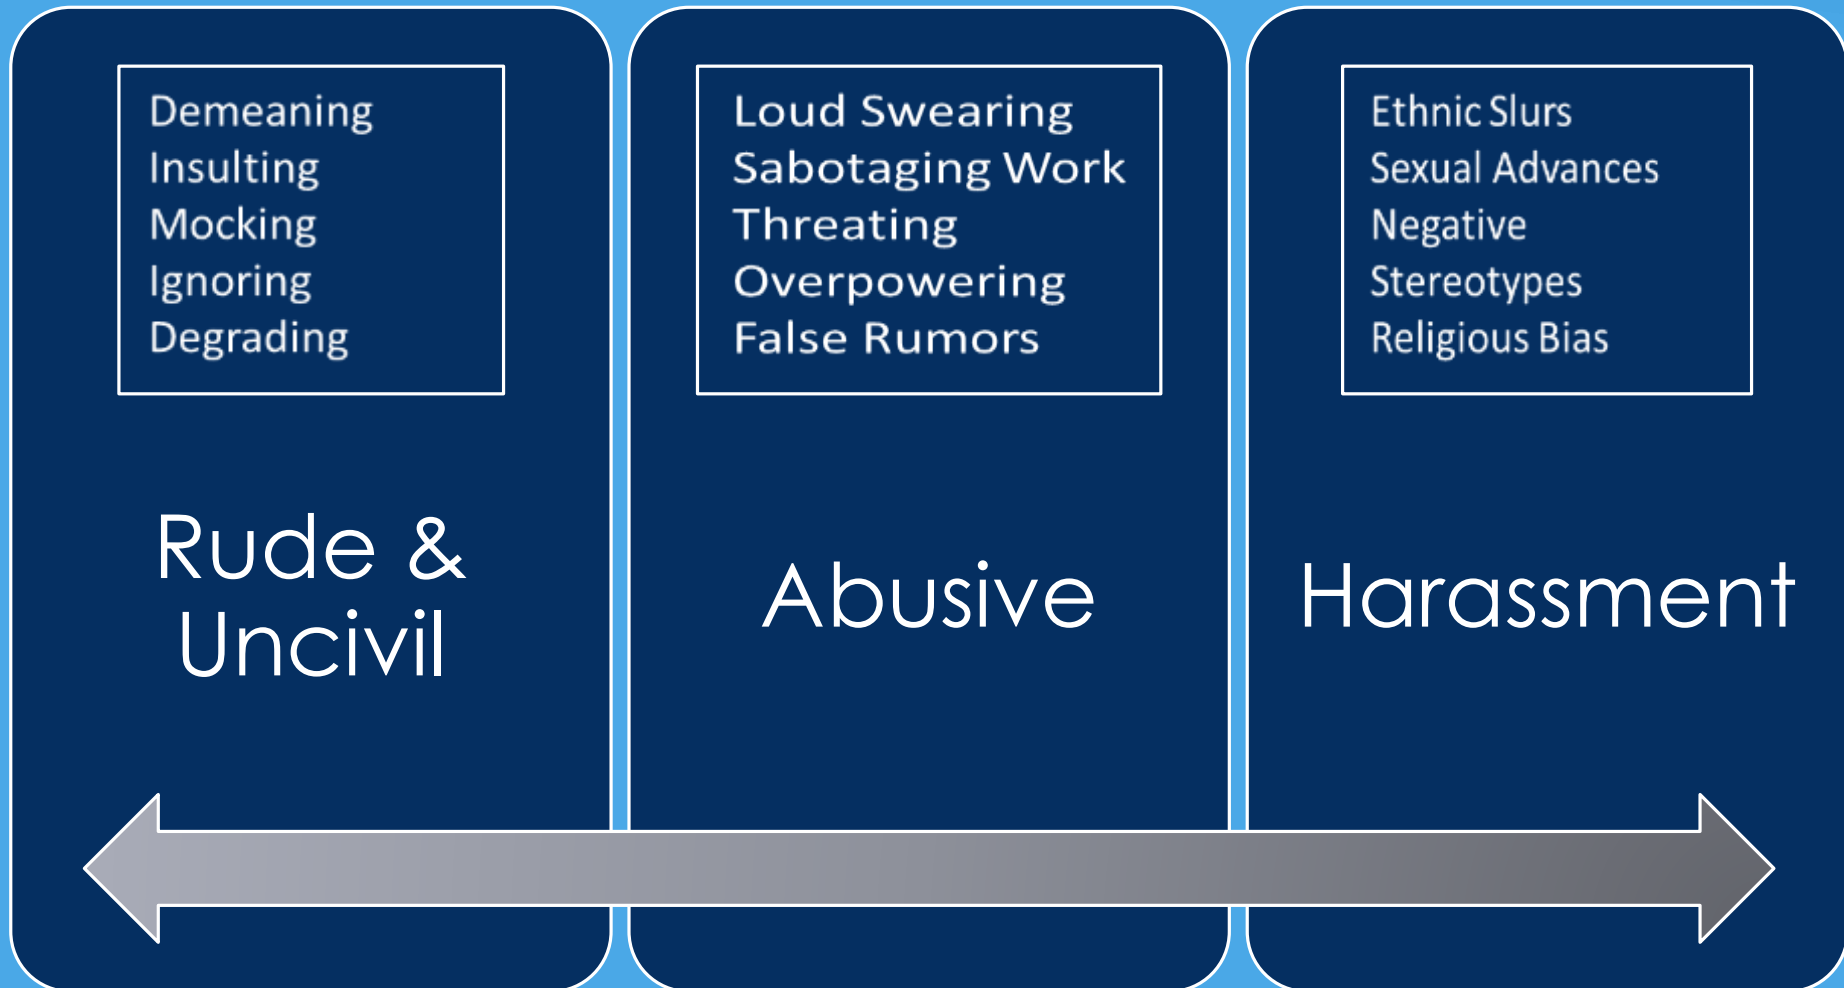 Demeaning
Insulting
Mocking
Ignoring
Degrading
Rude &
Uncivil
Loud Swearing
Sabotaging Work
Threating
Overpowering
False Rumors
Abusive
Ethnic Slurs
Sexual Advances
Negative
Stereotypes
Religious Bias
Harassment